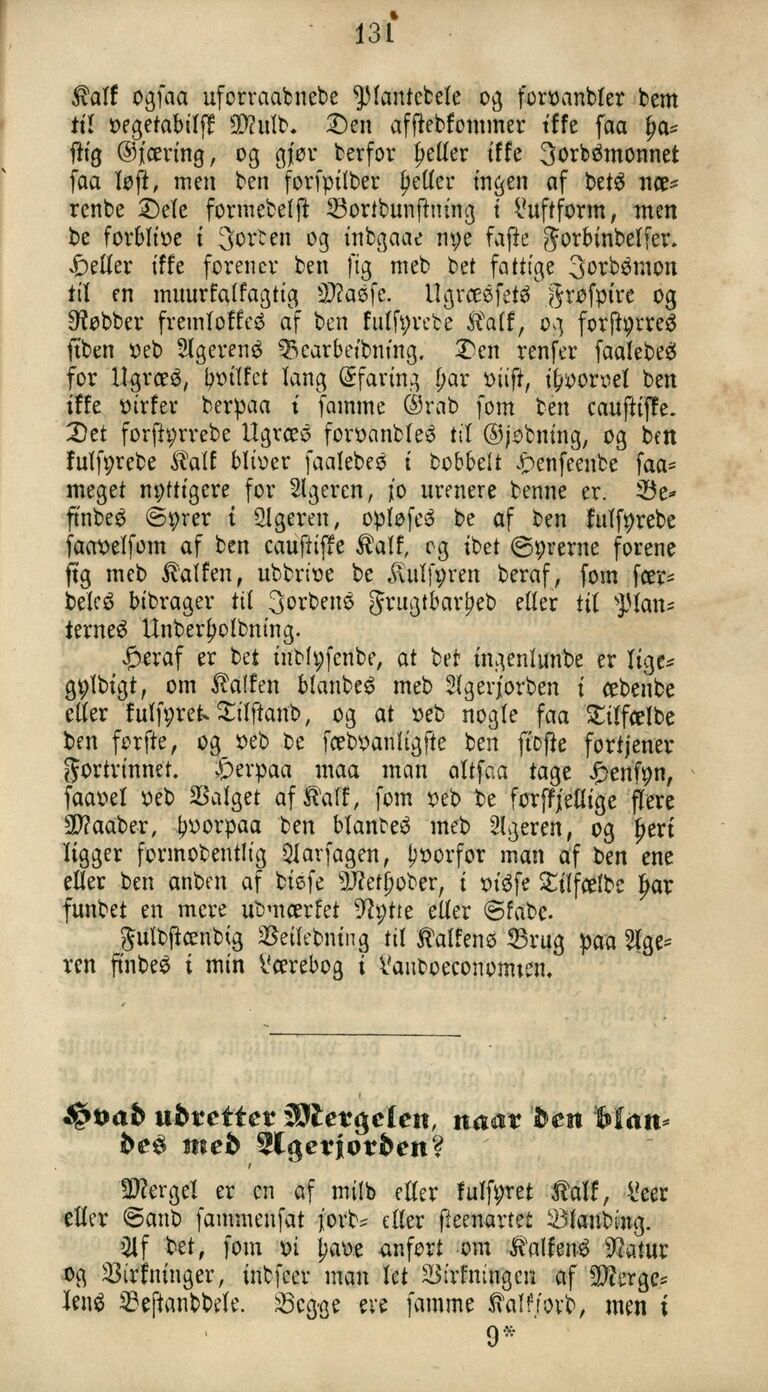 131
Kalk ogsaa uforraadnede Plantedele og forvandler dem
til vegetabilsk Muld. Den afstedkommer ikke saa ha-
stig Gjæring, og gjør derfor heller ikke Jordsmonnet
saa løst, men den forspilder heller ingen af dets næ-
rende Dele formedelst Bortdunstning i Luftform, men
de forblive i Jorden og indgaae nye faste Forbindelser.
Heller ikke forener den sig med det fattige Jordsmon
til en muurkalkagtig Masse. Ugræssets Frøspire og
Rødder fremlokkes af den kulsyrede Kalk, og forstyrres
siden ved Agerens Bearbeidning. Den renser saaledes
for Ugræs, hvilket lang Efaring har viist, ihvorvel den
ikke virker derpaa i samme Grad som den caustiske.
Det forstyrrede Ugræs forvandles til Gjødning, og den
kulsyrede Kalk bliver saaledes i dobbelt Henseende saa-
meget nyttigere for Ageren, jo urenere denne er. Be-
findes Syrer i Ageren, opløses de af den kulsyrede
saavelsom af den caustiske Kalk, og idet Syrerne forene
sig med Kalken, uddrive de Kulsyren deraf, som sær-
deles bidrager til Jordens Frugtbarhed eller til Plan-
ternes Underholdning.
Heraf er det indlysende, at det ingenlunde er lige-
gyldigt, om Kalken blandes med Agerjorden i ædende
eller kulsyret Tilstand, og at ved nogle faa Tilfælde
den første, og ved de sædvanligste den sidste fortjener
Fortrinnet. Herpaa maa man altsaa tage Hensyn,
saavel ved Valget af Kalk, som ved de forskjellige flere
Maader, hvorpaa den blandes med Ageren, og heri
ligger formodentlig Aarsagen, hvorfor man af den ene
eller den anden af disse Methoder, i visse Tilfælde har
fundet en mere udmærket Nytte eller Skade.
Fuldstændig Veiledning til Kalkens Brug paa Age-
ren findes i min Lærebog i Landoeconomien.
Hvad udretter Mergelen, naar den blan-
des med Agerjorden?
Mergel er en af mild eller kulsyret Kalk, Leer
eller Sand sammensat jord- eller steenartet Blanding.
Af det, som vi have anført om Kalkens Natur
og Virkninger, indseer man let Virkningen af Merge-
lens Bestanddele. Begge ere samme Kalkjord, men i
9*